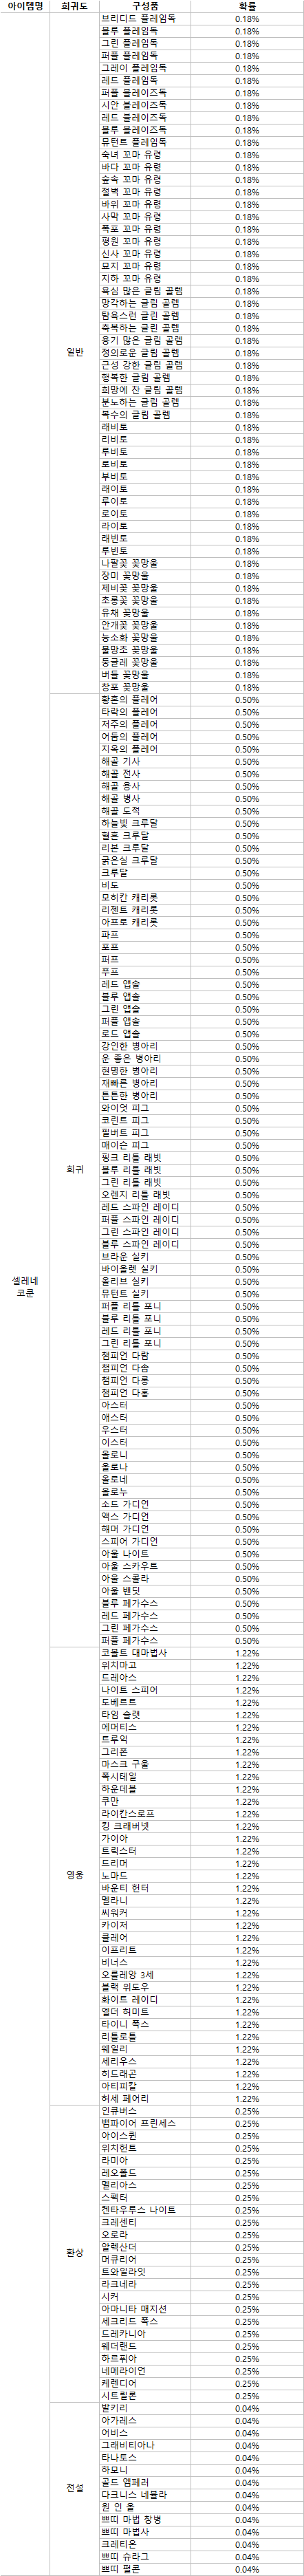 아이템명 희귀도 구성품 확률
브리디드 플레임독 0.18%
블루 플레임독 0.18%
그린 플레임독 0.18%
퍼플 플레임독 0.18%
그레이 플레임독 0.18%
레드 플레임독 0.18%
퍼플 블레이즈독 0.18%
시안 블레이즈독 0.18%
레드 블레이즈독 0.18%
블루 블레이즈독 0.18%
뮤턴트 플레임독 0.18%
숙녀 꼬마 유령 0.18%
바다 꼬마 유령 0.18%
숲속 꼬마 유령 0.18%
절벽 꼬마 유령 0.18%
바위 꼬마 유령 0.18%
사막 꼬마 유령 0.18%
폭포 꼬마 유령 0.18%
평원 꼬마 유령 0.18%
신사 꼬마 유령 0.18%
묘지 꼬마 유령 0.18%
지하 꼬마 유령 0.18%
욕심 많은 글림 골렘 0.18%
망각하는 글림 골렘 0.18%
탐욕스런 글린 골렘 0.18%
축복하는 글린 골렘 0.18%
용기 많은 글림 골렘 0.18%
일반 정의로운 글림 골렘 0.18%
근성 강한 글림 골렘 0.18%
행복한 글림 골렘 0.18%
희망에 찬 글림 골렘 0.18%
분노하는 글림 골렘 0.18%
복수의 글림 골렘 0.18%
래비토 0.18%
리비토 0.18%
루비토 0.18%
로비토 0.18%
부비토 0.18%
래이토 0.18%
루이토 0.18%
로이토 0.18%
라이토 0.18%
래빈토 0.18%
루빈토 0.18%
나팔꽃 꽃망울 0.18%
장미 꽃망울 0.18%
제비꽃 꽃망울 0.18%
초롱꽃 꽃망울 0.18%
유채 꽃망울 0.18%
안개꽃 꽃망울 0.18%
능소화 꽃망울 0.18%
물망초 꽃망울 0.18%
둥굴레 꽃망울 0.18%
버들 꽃망울 0.18%
창포 꽃망울 0.18%
황혼의 플레어 0.50%
타락의 플레어 0.50%
저주의 플레어 0.50%
어둠의 플레어 0.50%
지옥의 플레어 0.50%
해골 기사 0.50%
해골 전사 0.50%
해골 용사 0.50%
해골 병사 0.50%
해골 도적 0.50%
하늘빛 크루달 0.50%
혈흔 크루달 0.50%
리본 크루달 0.50%
굵은실 크루달 0.50%
크루달 0.50%
비도 0.50%
모히칸 캐리롯 0.50%
리젠트 캐리롯 0.50%
아프로 캐리롯 0.50%
파프 0.50%
포프 0.50%
퍼프 0.50%
푸프 0.50%
레드 앱솔 0.50%
블루 앱솔 0.50%
그린 앱솔 0.50%
퍼플 앱솔 0.50%
로드 앱솔 0.50%
강인한 병아리 0.50%
운 좋은 병아리 0.50%
현명한 병아리 0.50%
재빠른 병아리 0.50%
튼튼한 병아리 0.50%
와이엇 피그 0.50%
코린트 피그 0.50%
필버트 피그 0.50%
매이슨 피그 0.50%
핑크 리틀 래빗 0.50%
희귀 블루 리틀 래빗 0.50%
그린 리틀 래빗 0.50%
오렌지 리틀 래빗 0.50%
레드 스파인 레이디 0.50%
퍼플 스파인 레이디 0.50%
그린 스파인 레이디 0.50%
블루 스파인 레이디 0.50%
브라운 실키 0.50%
바이올렛 실키 0.50%
셀레네 올리브 실키 0.50%
코쿤 뮤턴트 실키 0.50%
퍼플 리틀 포니 0.50%
블루 리틀 포니 0.50%
레드 리틀 포니 0.50%
그린 리틀 포니 0.50%
챔피언 다람 0.50%
챔피언 다솜 0.50%
챔피언 다롱 0.50%
챔피언 다홍 0.50%
아스터 0.50%
애스터 0.50%
우스터 0.50%
이스터 0.50%
올로니 0.50%
올로나 0.50%
올로네 0.50%
올로누 0.50%
소드 가디언 0.50%
액스 가디언 0.50%
해머 가디언 0.50%
스피어 가디언 0.50%
아울 나이트 0.50%
아울 스카우트 0.50%
아울 스콜라 0.50%
아울 밴딧 0.50%
블루 페가수스 0.50%
레드 페가수스 0.50%
그린 페가수스 0.50%
퍼플 페가수스 0.50%
코볼트 대마법사 1.22%
위치마고 1.22%
드레아스 1.22%
나이트 스피어 1.22%
도베르트 1.22%
타임 슬랫 1.22%
에머티스 1.22%
트루익 1.22%
그리폰 1.22%
마스크 구울 1.22%
폭시테일 1.22%
하운데블 1.22%
쿠만 1.22%
라이칸스로프 1.22%
킹 크래버넷 1.22%
가이아 1.22%
트릭스터 1.22%
드리머 1.22%
영웅 노마드 1.22%
바운티 헌터 1.22%
멜라니 1.22%
씨워커 1.22%
카이저 1.22%
클레어 1.22%
이프리트 1.22%
비너스 1.22%
오를레앙 3세 1.22%
블랙 위도우 1.22%
화이트 레이디 1.22%
엘더 허미트 1.22%
타이니 폭스 1.22%
리틀로틀 1.22%
웨일리 1.22%
세리우스 1.22%
히드래곤 1.22%
아티피칼 1.22%
허세 페어리 1.22%
인큐버스 0.25%
뱀파이어 프린세스 0.25%
아이스퀸 0.25%
위치헌트 0.25%
라미아 0.25%
레오폴드 0.25%
멜리아스 0.25%
스펙터 0.25%
켄타우루스 나이트 0.25%
크레센티 0.25%
오로라 0.25%
알렉산더 0.25%
환상 머큐리어 0.25%
트와일라잇 0.25%
라크네라 0.25%
시커 0.25%
아마니타 매지션 0.25%
세크리드 폭스 0.25%
드레카니아 0.25%
웨더랜드 0.25%
하르퓌아 0.25%
네메라이언 0.25%
케렌디어 0.25%
시트릴론 0.25%
발키리 0.04%
아가레스 0.04%
어비스 0.04%
그래비티아나 0.04%
타나토스 0.04%
하모니 0.04%
전설 골드 엠페러 0.04%
다크니스 네뷸라 0.04%
원 인 올 0.04%
쁘띠 마법 창병 0.04%
쁘띠 마법사 0.04%
크레티온 0.04%
쁘띠 슈라그 0.04%
쁘띠 펄콘 0.04%